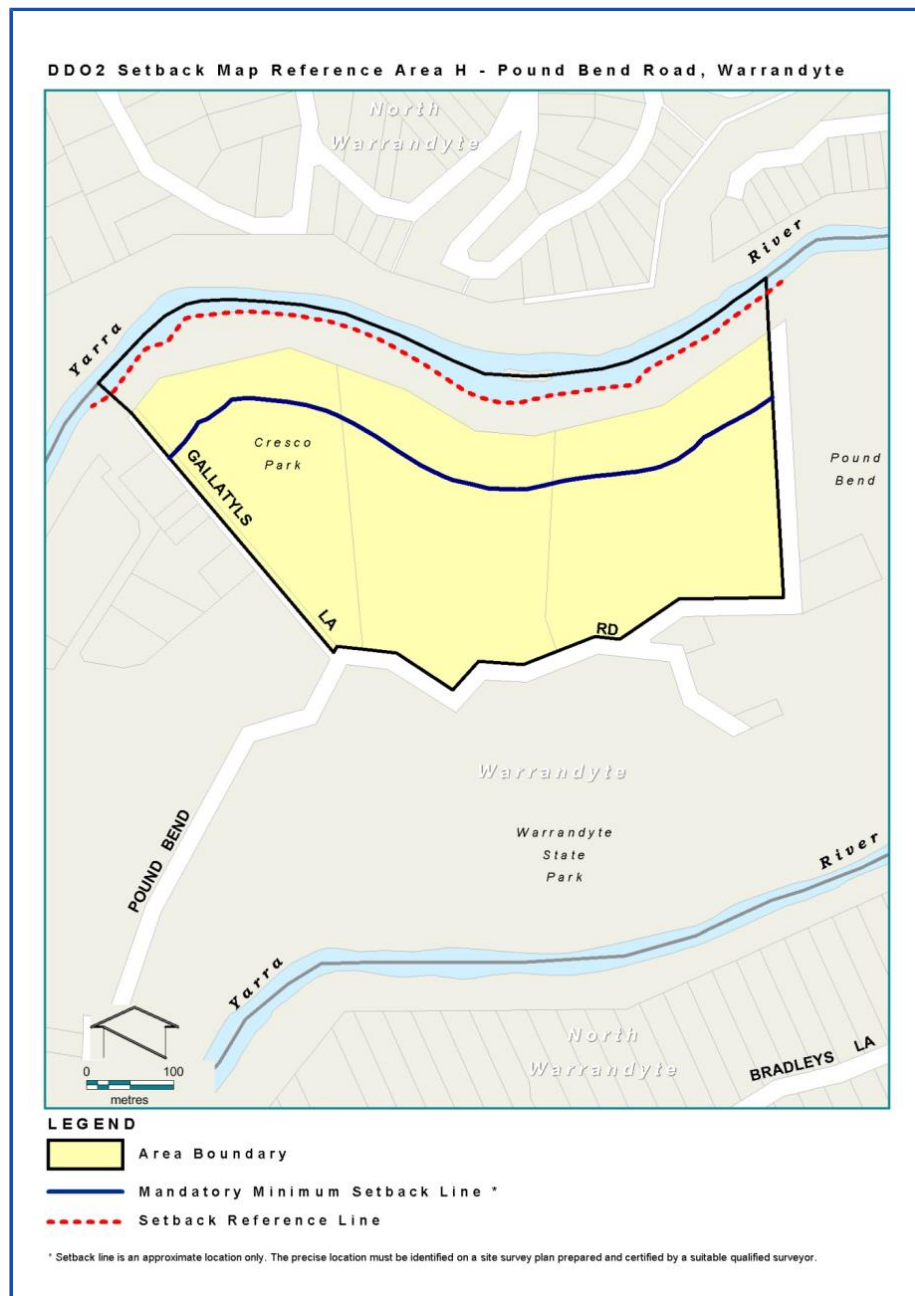 DDO2 Setback Map Reference Area H - Pound Bend Road, Warrandyte
North
Warrandyte
River
Yarra
Cresco
Park
Pound
Bend
GALLATYLS
LA
RD
Warrandyte
Warrandyte
State
Park
POUND BEND
River
Yarra
North
Warrandyte
BRADLEYS LA
0 100
metres
LEGEND
Area Boundary
Mandatory Minimum Setback Line *
Setback Reference Line
* Setback line is an approximate location only. The precise location must be identified on a site survey plan prepared and certified by a suitable qualified surveyor.